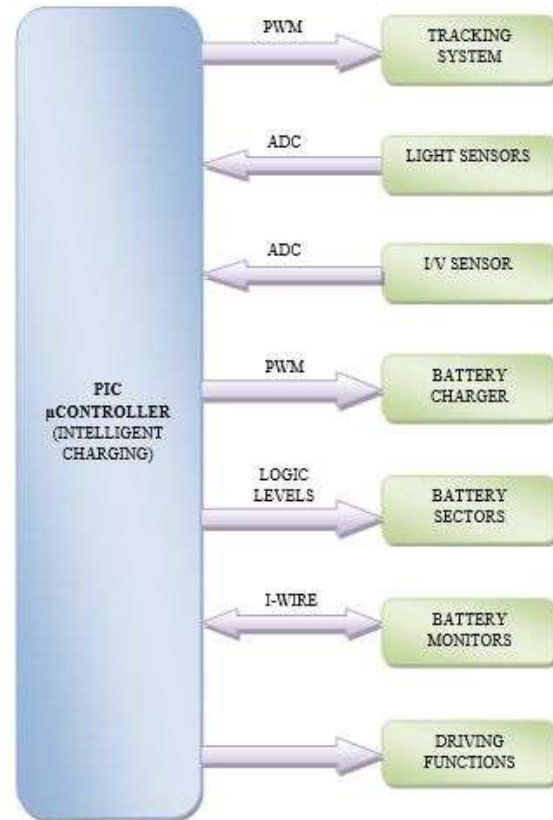 PWM
TRACKING
SYSTEM
ADC
LIGHT SENSORS
ADC
I/V SENSOR
PIC
µCONTROLLER
(INTELLIGENT
CHARGING)
PWM
BATTERY
CHARGER
LOGIC
LEVELS
BATTERY
SECTORS
I-WIRE
BATTERY
MONITORS
DRIVING
FUNCTIONS